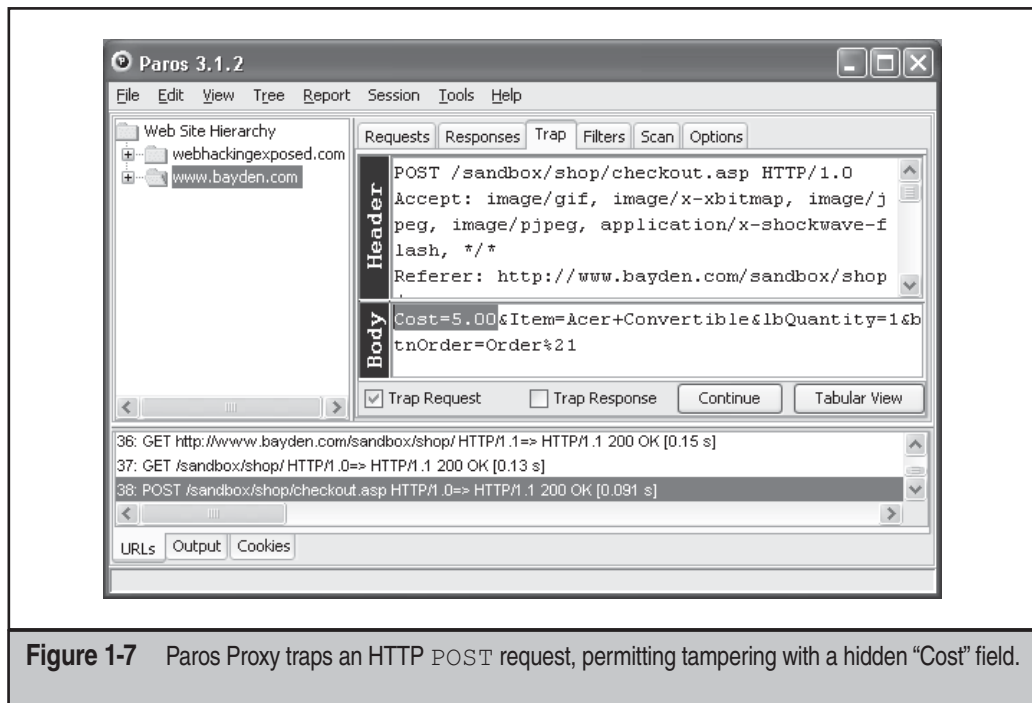 Paros 3.1.2
File Edit View Tree Report Session Tools Help
Web Site Hierarchy
webhackingexposed.com
www.bayden.com
Requests Responses Trap Filters Scan Options
Header
POST /sandbox/shop/checkout.asp HTTP/1.0
Accept: image/gif, image/x-xbitmap, image/j
peg, image/pjpeg, application/x-shockwave-f
lash, */*
Referer: http://www.bayden.com/sandbox/shop
Body
Cost=5.00&Item=Acer+Convertible&lbQuantity=1&b
tnOrder=Order%21
Trap Request Trap Response Continue Tabular View
36: GET http://www.bayden.com/sandbox/shop/ HTTP/1.1=> HTTP/1.1 200 OK [0.15 s]
37: GET /sandbox/shop/ HTTP/1.0=> HTTP/1.1 200 OK [0.13 s]
38: POST /sandbox/shop/checkout.asp HTTP/1.0=> HTTP/1.1 200 OK [0.091 s]
URLs Output Cookies
Figure 1-7 Paros Proxy traps an HTTP POST request, permitting tampering with a hidden “Cost” field.